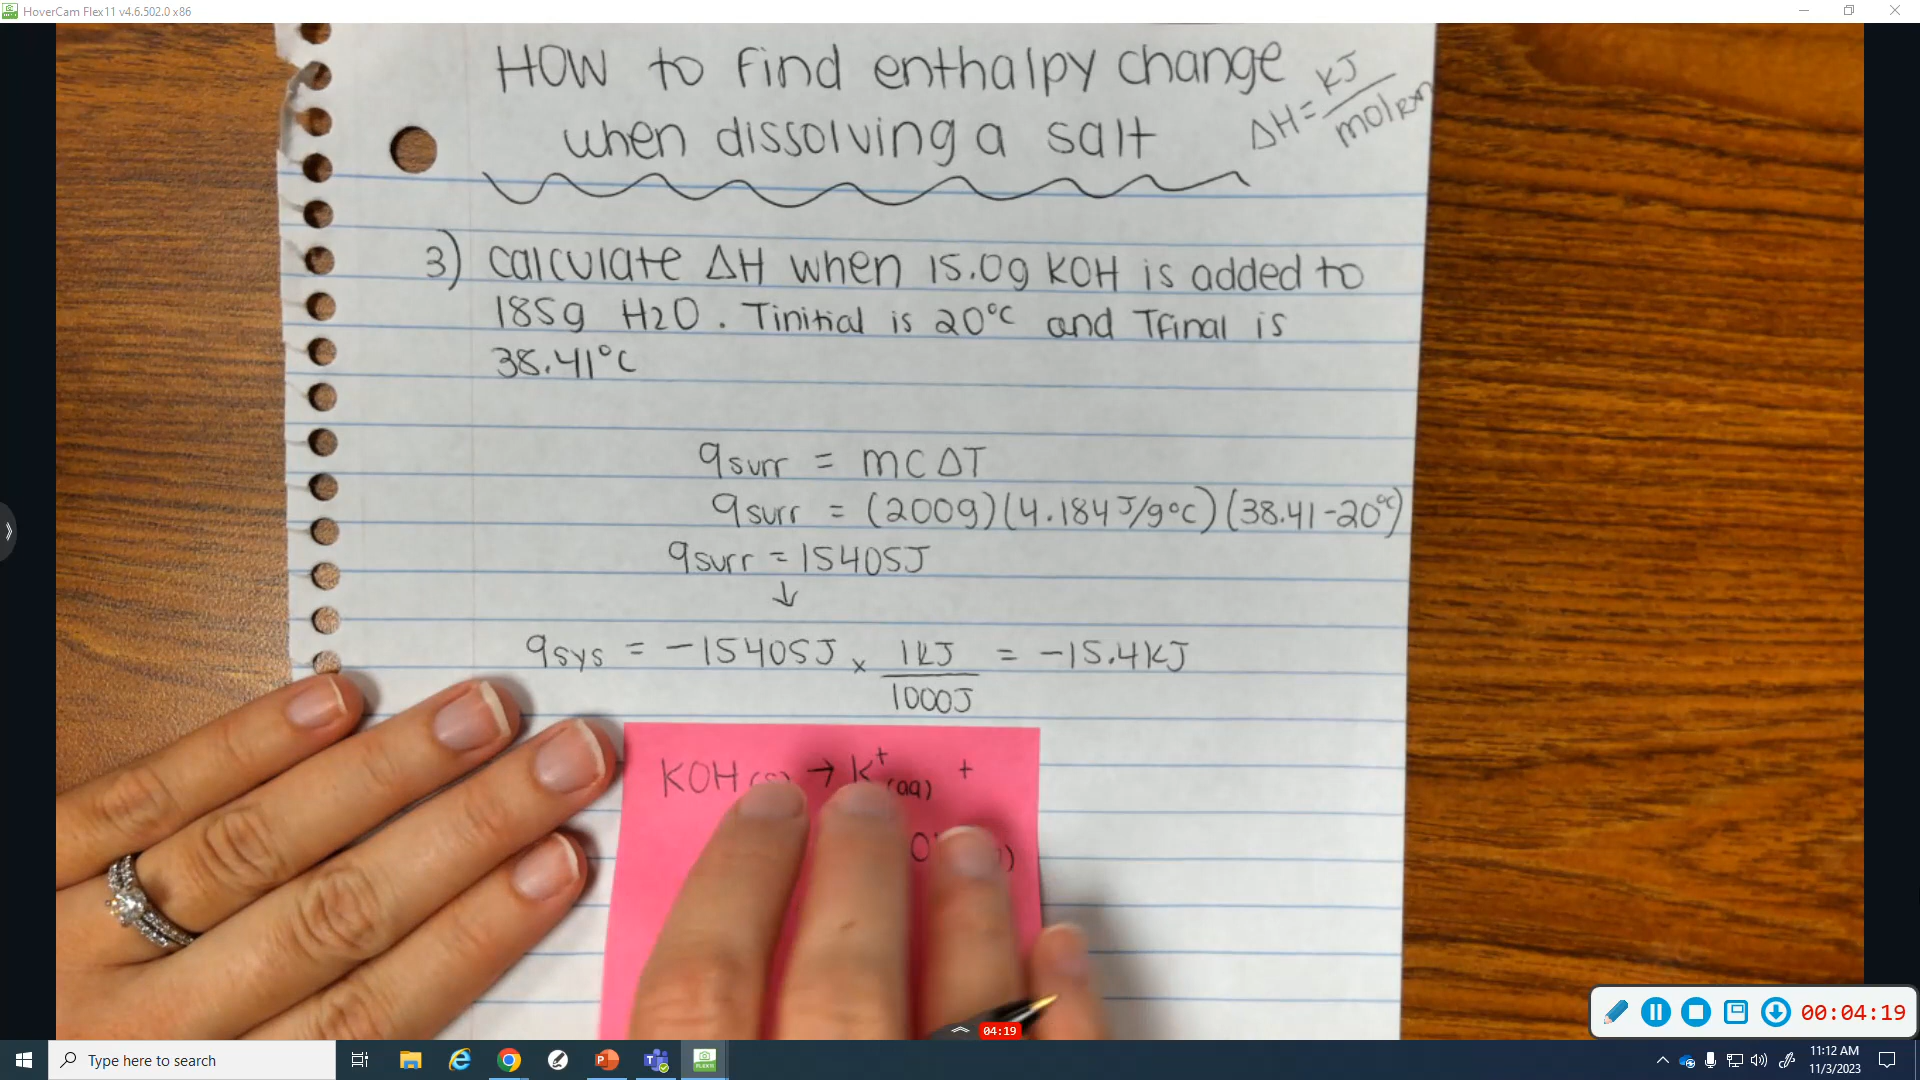 HoverCam Flex11 v4.6.502.0 x86
HOW to find enthalpy change
when dissolving a salt
ΔH = kJ/molrxn
3) calculate ΔH when 15.0g KOH is added to
185g H2O. Tinitial is 20°C and Tfinal is
38.41°C
qsurr = mCΔT
qsurr = (200g)(4.184J/g°C)(38.41-20°C)
qsurr = 15405J
↓
qsys = -15405J x 1kJ/1000J = -15.4kJ
KOH → K+(aq) +
04:19
00:04:19
Type here to search
11:12 AM
11/3/2023